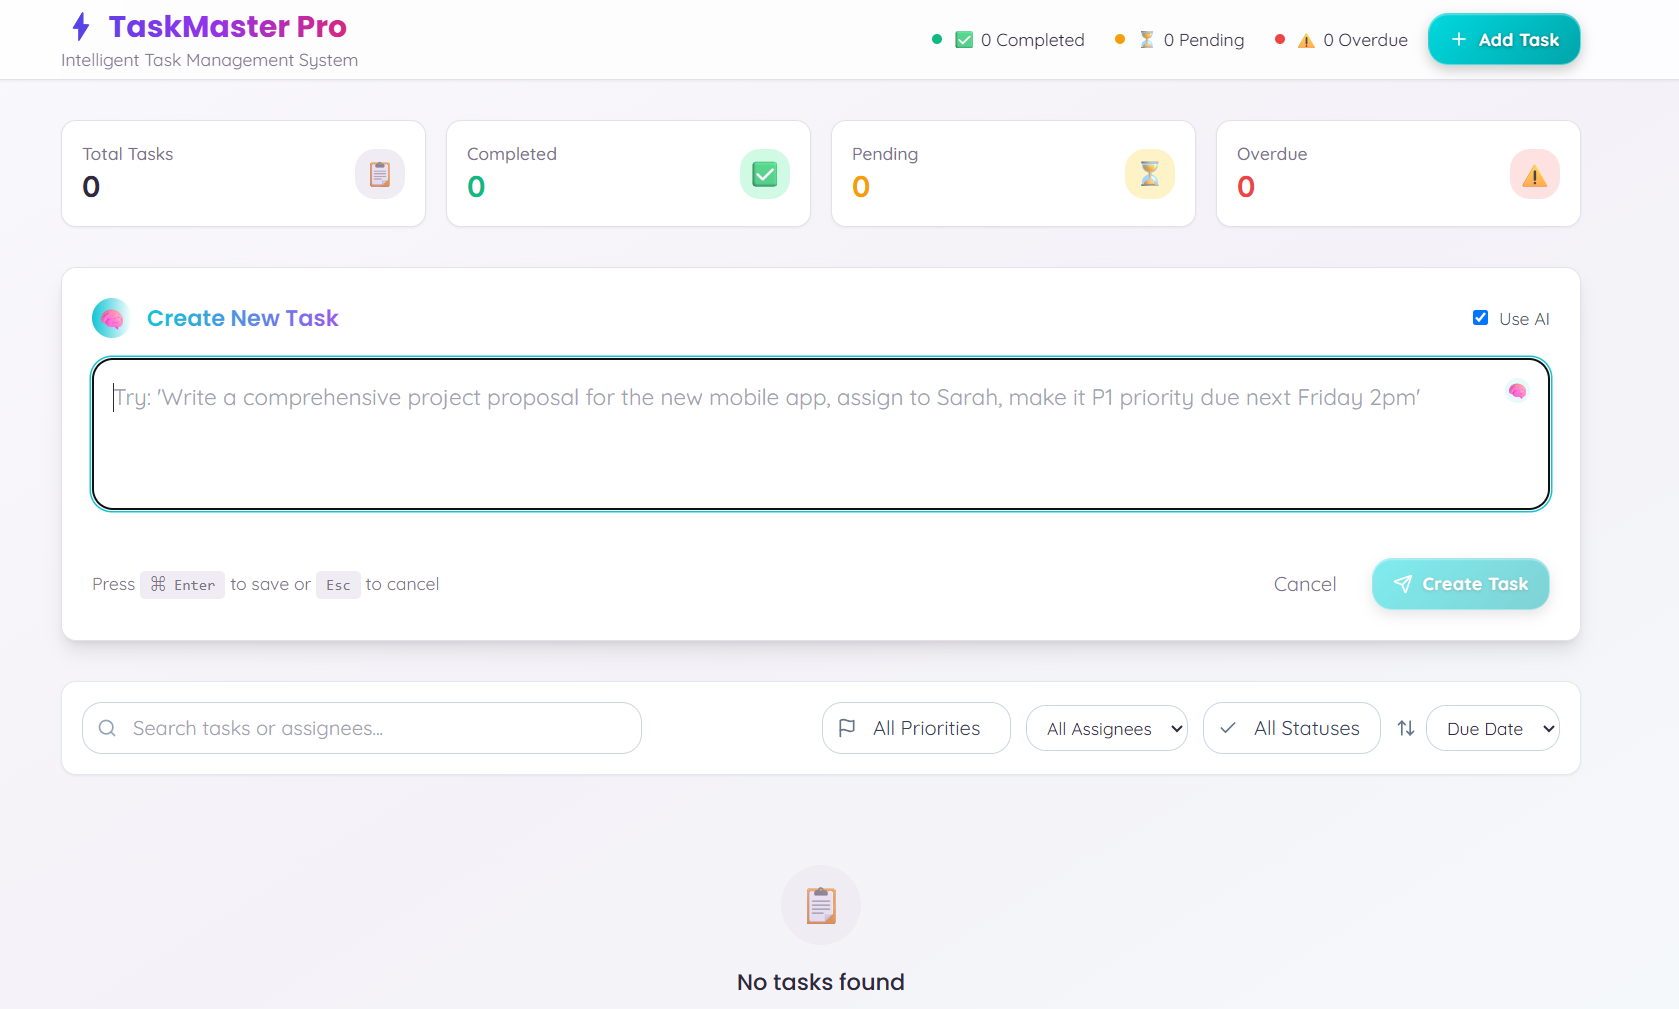 TaskMaster Pro
Intelligent Task Management System
0 Completed
0 Pending
0 Overdue
+ Add Task
Total Tasks
0
Completed
0
Pending
0
Overdue
0
Create New Task
Use AI
Try: 'Write a comprehensive project proposal for the new mobile app, assign to Sarah, make it P1 priority due next Friday 2pm'
Press ⌘ Enter to save or Esc to cancel
Cancel
Create Task
Search tasks or assignees...
All Priorities
All Assignees
All Statuses
Due Date
No tasks found